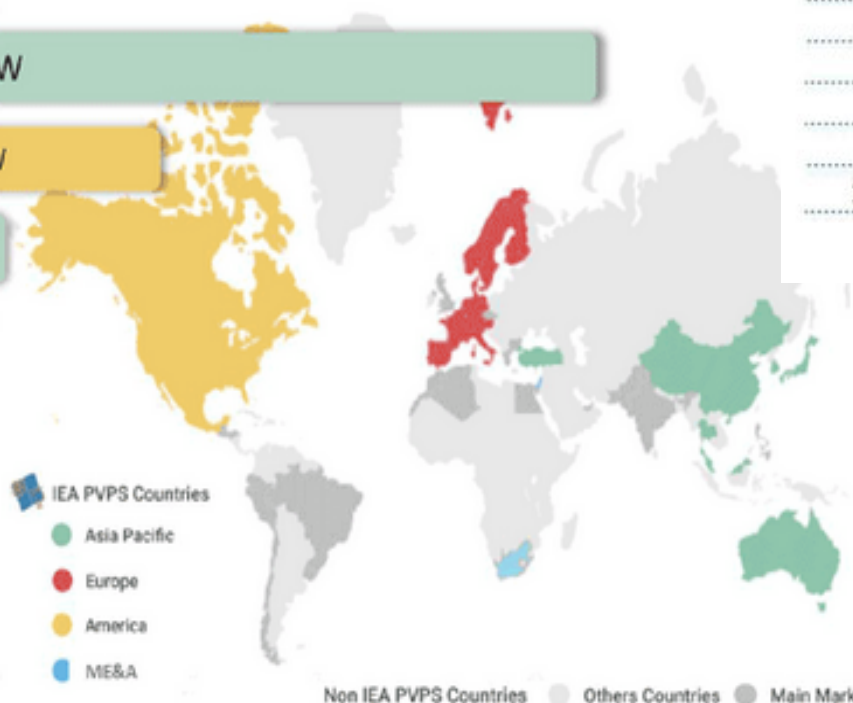 W
IEA PVPS Countries
Asia Pacific
Europe
America
ME&A
Non IEA PVPS Countries Others Countries Main Mark